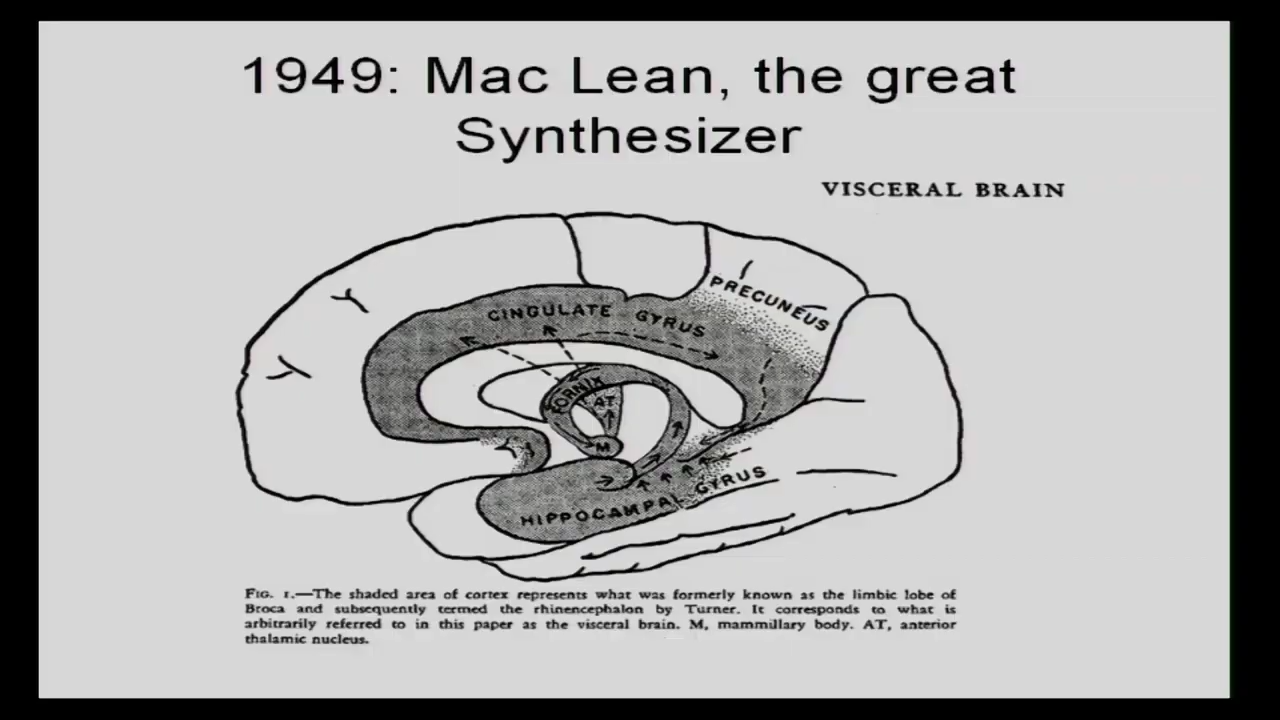 1949: Mac Lean, the great
Synthesizer
VISCERAL BRAIN
PRECUNEUS
CINGULATE GYRUS
FORNIX
AT
M
HIPPOCAMPAL GYRUS
FIG. 1.—The shaded area of cortex represents what was formerly known as the limbic lobe of
Broca and subsequently termed the rhinencephalon by Turner. It corresponds to what is
arbitrarily referred to in this paper as the visceral brain. M, mammillary body. AT, anterior
thalamic nucleus.